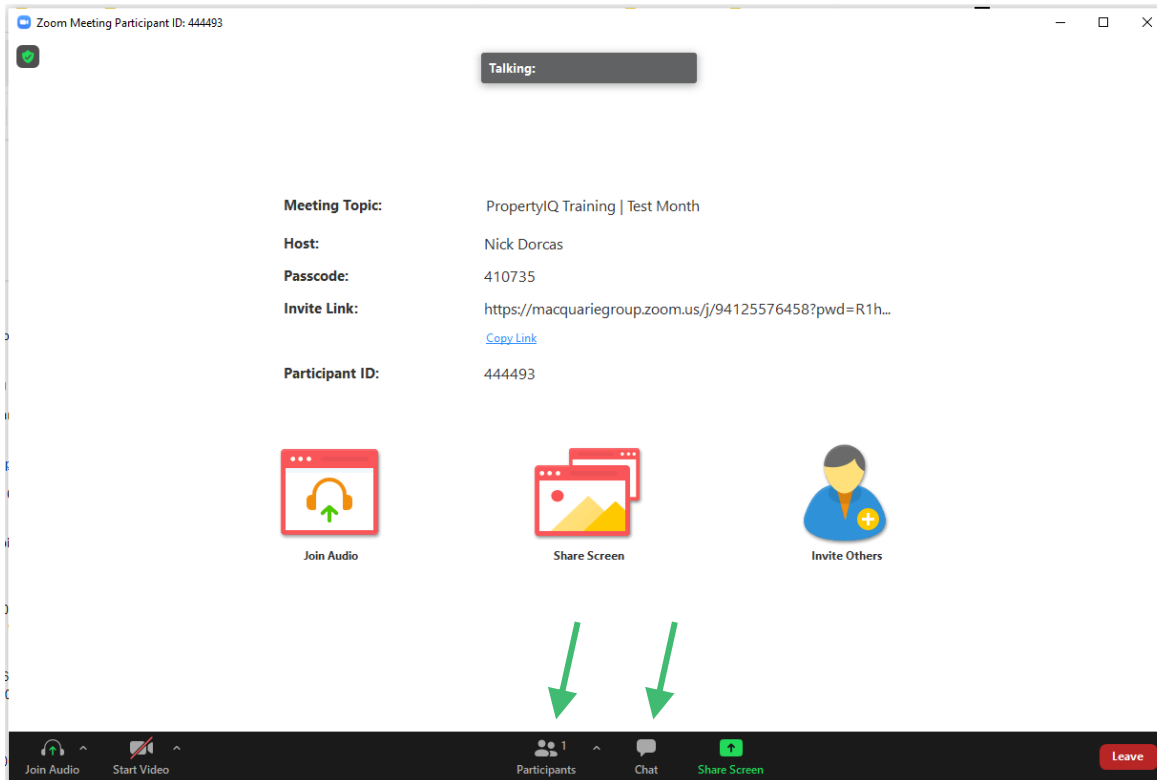 Zoom Meeting Participant ID: 444493
Talking:
Meeting Topic: PropertyIQ Training | Test Month
Host: Nick Dorcas
Passcode: 410735
Invite Link: https://macquariegroup.zoom.us/j/94125576458?pwd=R1h...
Copy Link
Participant ID: 444493
Join Audio Share Screen Invite Others
1
Join Audio Start Video Participants Chat Share Screen Leave